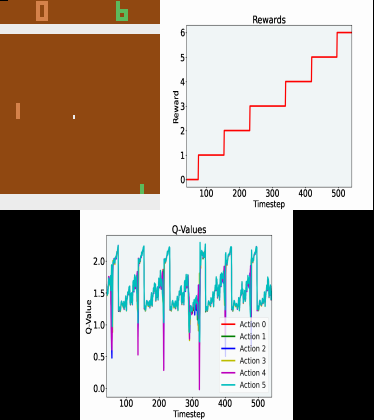 0 6
Rewards
Reward
6
5
4
3
2
1
0
100 200 300 400 500
Timestep
Q-Values
Q-Value
2.0
1.5
1.0
0.5
0.0
Action 0
Action 1
Action 2
Action 3
Action 4
Action 5
100 200 300 400 500
Timestep